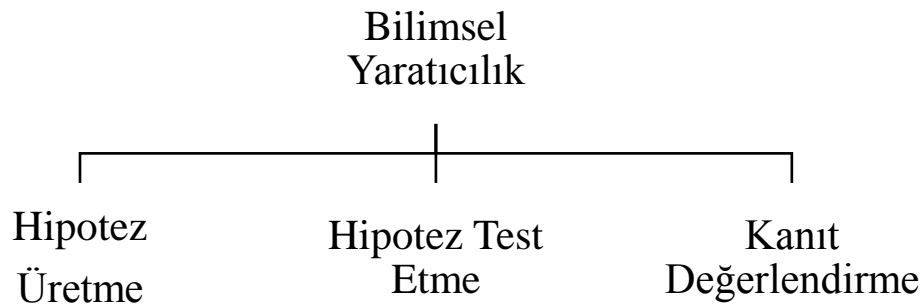 Bilimsel
Yaratıcılık
Hipotez
Üretme
Hipotez Test
Etme
Kanıt
Değerlendirme